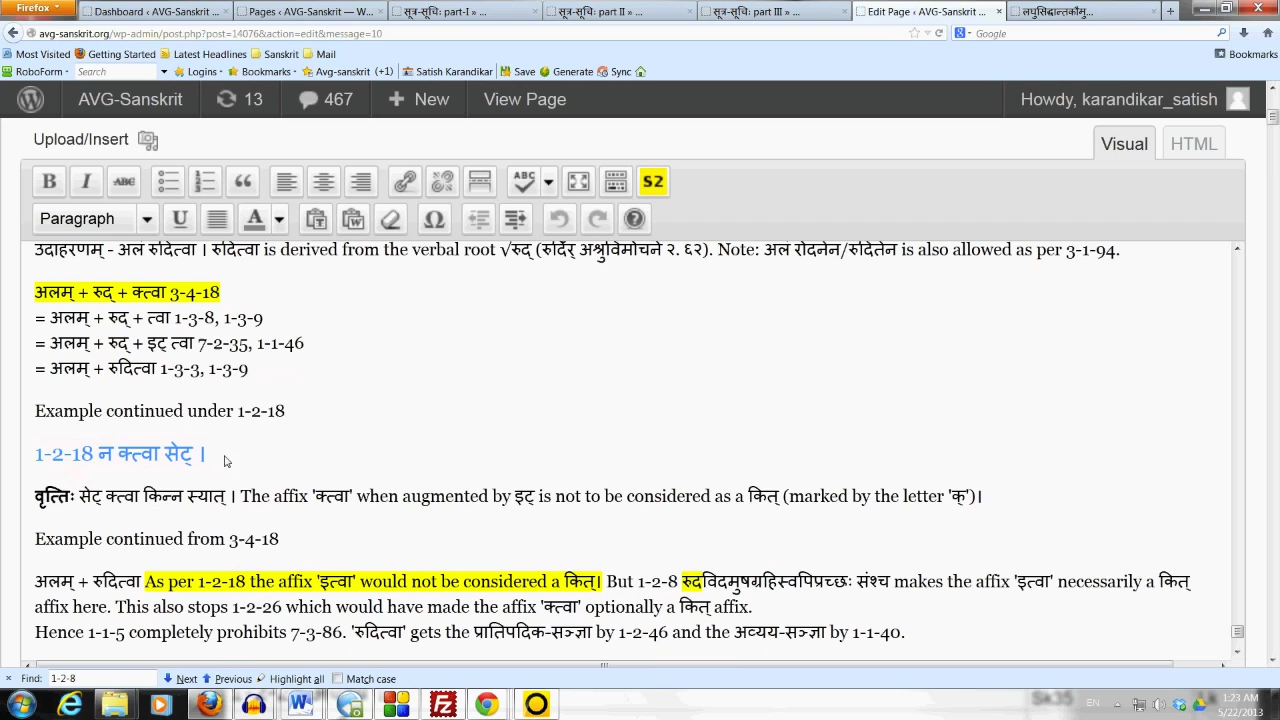 Firefox
Dashboard ‹ AVG-Sanskrit — ...
Pages ‹ AVG-Sanskrit — W...
सूत्र-सूचिः part-I » ...
सूत्र-सूचिः part II » ...
सूत्र-सूचिः part III » ...
Edit Page ‹ AVG-Sanskrit ...
लघुसिद्धान्तकौमु...
avg-sanskrit.org/wp-admin/post.php?post=14076&action=edit&message=10
Google
Most Visited Getting Started Latest Headlines Sanskrit Mail Bookmarks
RoboForm Search Logins Bookmarks Avg-sanskrit (+1) Satish Karandikar Save Generate Sync
AVG-Sanskrit 13 467 New View Page Howdy, karandikar_satish
Upload/Insert Visual HTML
B I ABC ABC S2
Paragraph U A Ω
उदाहरणम् - अलं रुदित्वा । रुदित्वा is derived from the verbal root √रुद् (रुदिँर् अश्रुविमोचने २. ६२). Note: अलं रोदनेन/रुदितेन is also allowed as per 3-1-94.
अलम् + रुद् + क्त्वा 3-4-18
= अलम् + रुद् + त्वा 1-3-8, 1-3-9
= अलम् + रुद् + इट् त्वा 7-2-35, 1-1-46
= अलम् + रुदित्वा 1-3-3, 1-3-9
Example continued under 1-2-18
1-2-18 न क्त्वा सेट् ।
वृत्तिः सेट् क्त्वा किन्न स्यात् । The affix 'क्त्वा' when augmented by इट् is not to be considered as a कित् (marked by the letter 'क्')।
Example continued from 3-4-18
अलम् + रुदित्वा As per 1-2-18 the affix 'इत्वा' would not be considered a कित्। But 1-2-8 रुदविदमुषग्रहिस्वपिप्रच्छः संश्च makes the affix 'इत्वा' necessarily a कित्
affix here. This also stops 1-2-26 which would have made the affix 'क्त्वा' optionally a कित् affix.
Hence 1-1-5 completely prohibits 7-3-86. 'रुदित्वा' gets the प्रातिपदिक-सञ्ज्ञा by 1-2-46 and the अव्यय-सञ्ज्ञा by 1-1-40.
Find: 1-2-8 Next Previous Highlight all Match case
EN 1:23 AM
5/22/2013